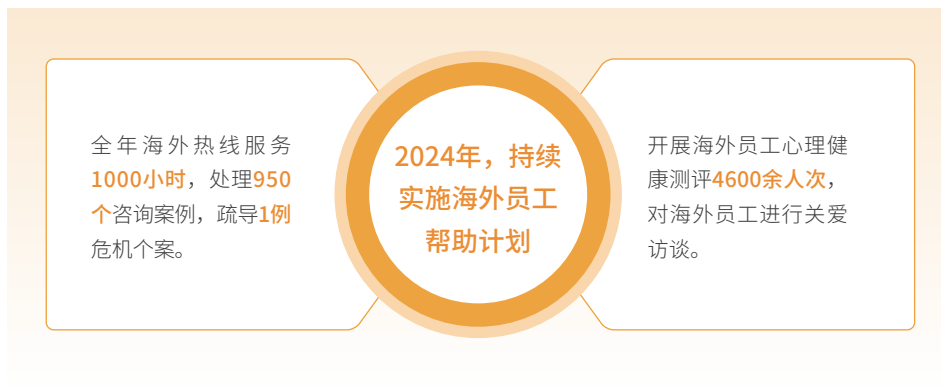 全年海外热线服务
1000小时，处理950
个咨询案例，疏导1例
危机个案。
2024年，持续
实施海外员工
帮助计划
开展海外员工心理健
康测评4600余人次，
对海外员工进行关爱
访谈。